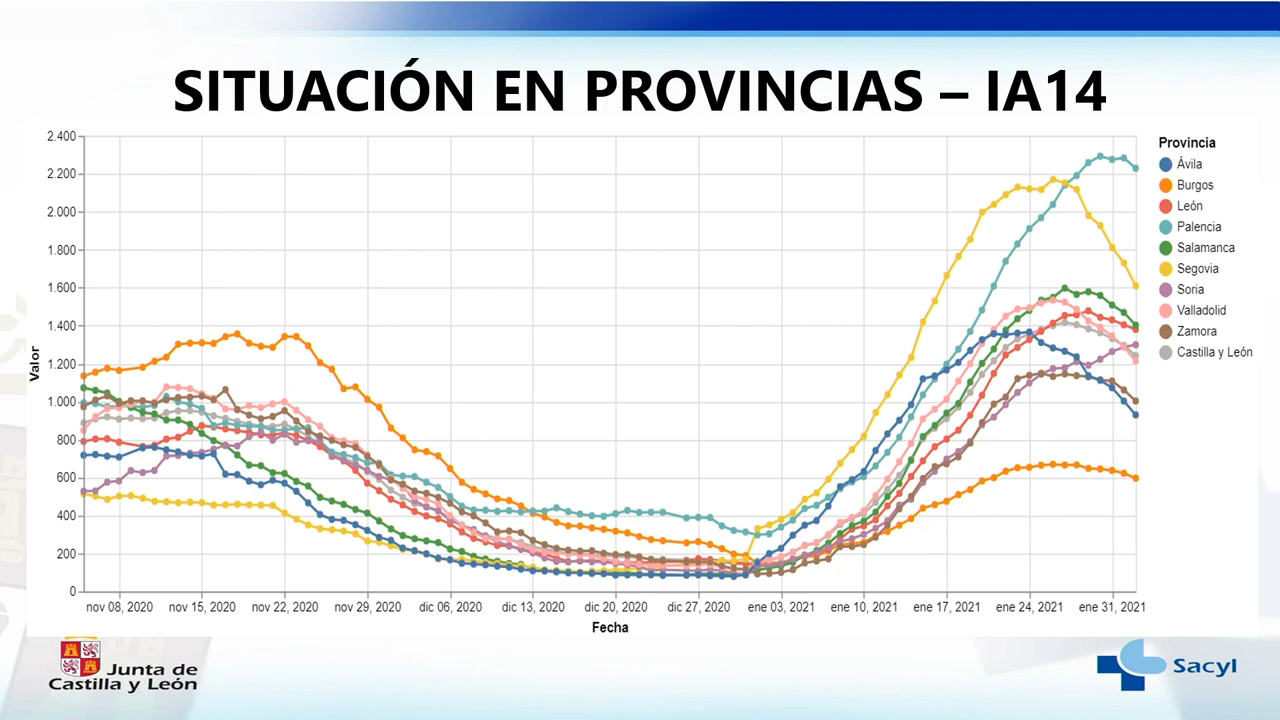 SITUACIÓN EN PROVINCIAS – IA14
2.400
2.200
2.000
1.800
1.600
1.400
1.200
1.000
800
600
400
200
0
Valor
nov 08, 2020 nov 15, 2020 nov 22, 2020 nov 29, 2020 dic 06, 2020 dic 13, 2020 dic 20, 2020 dic 27, 2020 ene 03, 2021 ene 10, 2021 ene 17, 2021 ene 24, 2021 ene 31, 2021
Fecha
Provincia
Ávila
Burgos
León
Palencia
Salamanca
Segovia
Soria
Valladolid
Zamora
Castilla y León
Junta de
Castilla y León
Sacyl